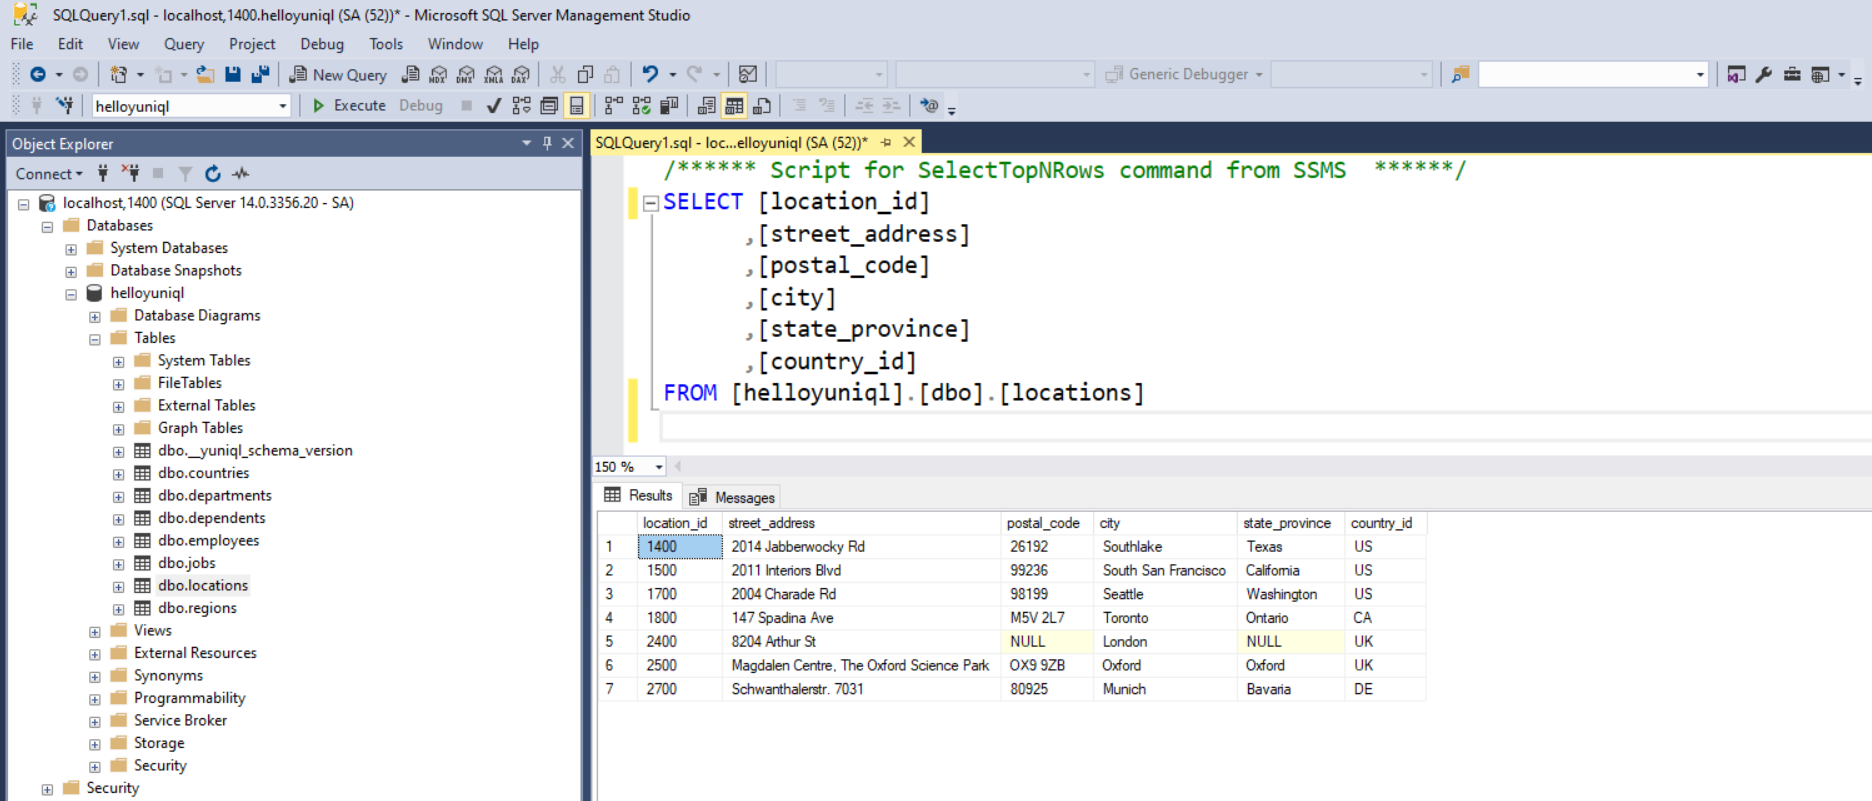 SQLQuery1.sql - localhost,1400.helloyuniql (SA (52))* - Microsoft SQL Server Management Studio
File Edit View Query Project Debug Tools Window Help
New Query MDX DMX XMLA DAX Generic Debugger
helloyuniql Execute Debug
Object Explorer
Connect
localhost,1400 (SQL Server 14.0.3356.20 - SA)
Databases
System Databases
Database Snapshots
helloyuniql
Database Diagrams
Tables
System Tables
FileTables
External Tables
Graph Tables
dbo.__yuniql_schema_version
dbo.countries
dbo.departments
dbo.dependents
dbo.employees
dbo.jobs
dbo.locations
dbo.regions
Views
External Resources
Synonyms
Programmability
Service Broker
Storage
Security
Security
SQLQuery1.sql - loc...elloyuniql (SA (52))*
/****** Script for SelectTopNRows command from SSMS  ******/
SELECT [location_id]
,[street_address]
,[postal_code]
,[city]
,[state_province]
,[country_id]
FROM [helloyuniql].[dbo].[locations]
150 %
Results Messages
location_id street_address postal_code city state_province country_id
1 1400 2014 Jabberwocky Rd 26192 Southlake Texas US
2 1500 2011 Interiors Blvd 99236 South San Francisco California US
3 1700 2004 Charade Rd 98199 Seattle Washington US
4 1800 147 Spadina Ave M5V 2L7 Toronto Ontario CA
5 2400 8204 Arthur St NULL London NULL UK
6 2500 Magdalen Centre, The Oxford Science Park OX9 9ZB Oxford Oxford UK
7 2700 Schwanthalerstr. 7031 80925 Munich Bavaria DE